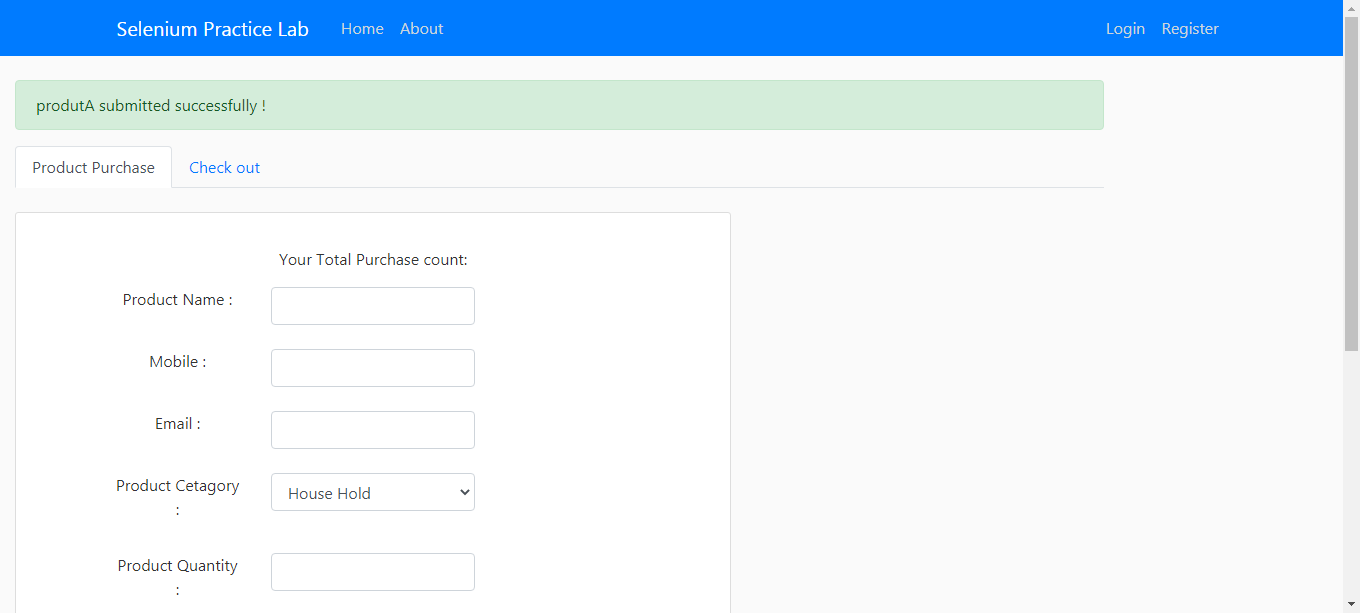 Selenium Practice Lab Home About Login Register
produtA submitted successfully !
Product Purchase Check out
Your Total Purchase count:
Product Name :
Mobile :
Email :
Product Cetagory
:
House Hold
Product Quantity
: